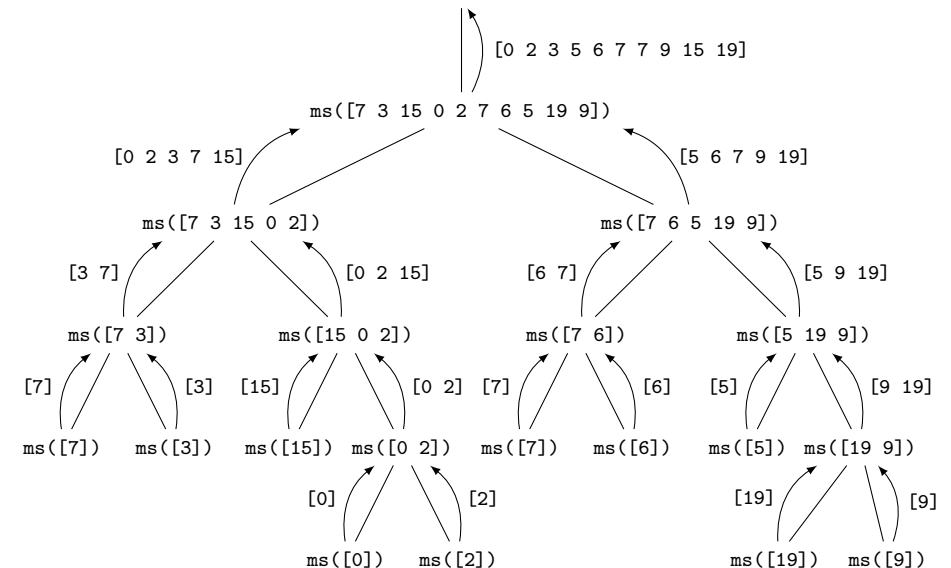 [0 2 3 5 6 7 7 9 15 19]
ms([7 3 15 0 2 7 6 5 19 9])
[0 2 3 7 15]
[5 6 7 9 19]
ms([7 3 15 0 2])
ms([7 6 5 19 9])
[3 7]
[0 2 15]
[6 7]
[5 9 19]
ms([7 3])
ms([15 0 2])
ms([7 6])
ms([5 19 9])
[7]
[3]
[15]
[0 2]
[7]
[6]
[5]
[9 19]
ms([7])
ms([3])
ms([15])
ms([0 2])
ms([7])
ms([6])
ms([5])
ms([19 9])
[0]
[2]
[19]
[9]
ms([0])
ms([2])
ms([19])
ms([9])